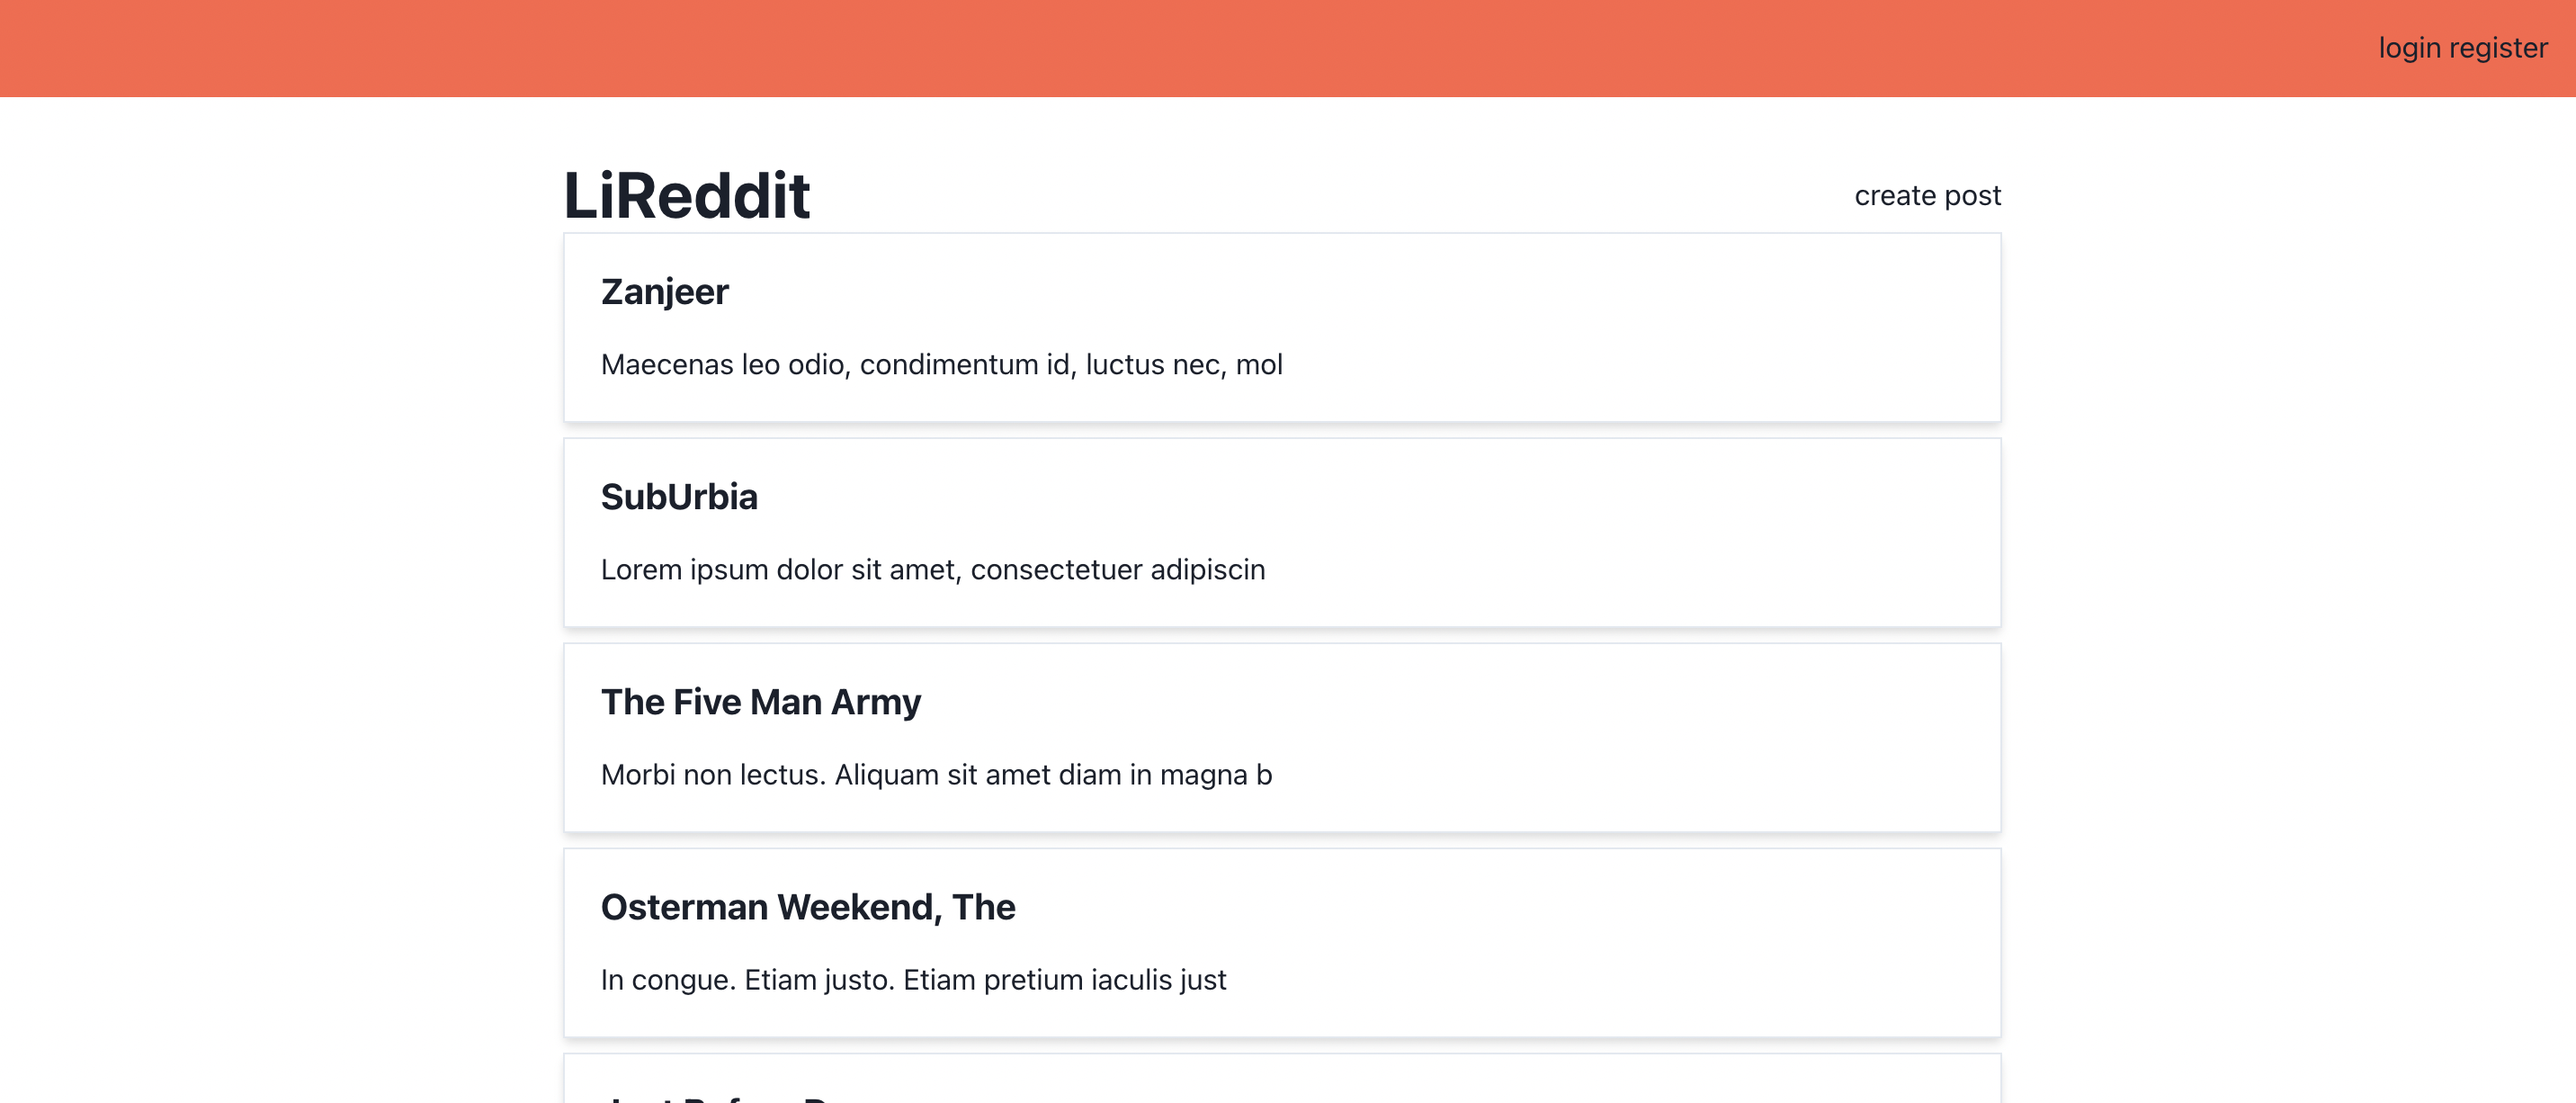 login register
LiReddit
create post
Zanjeer
Maecenas leo odio, condimentum id, luctus nec, mol
SubUrbia
Lorem ipsum dolor sit amet, consectetuer adipiscin
The Five Man Army
Morbi non lectus. Aliquam sit amet diam in magna b
Osterman Weekend, The
In congue. Etiam justo. Etiam pretium iaculis just